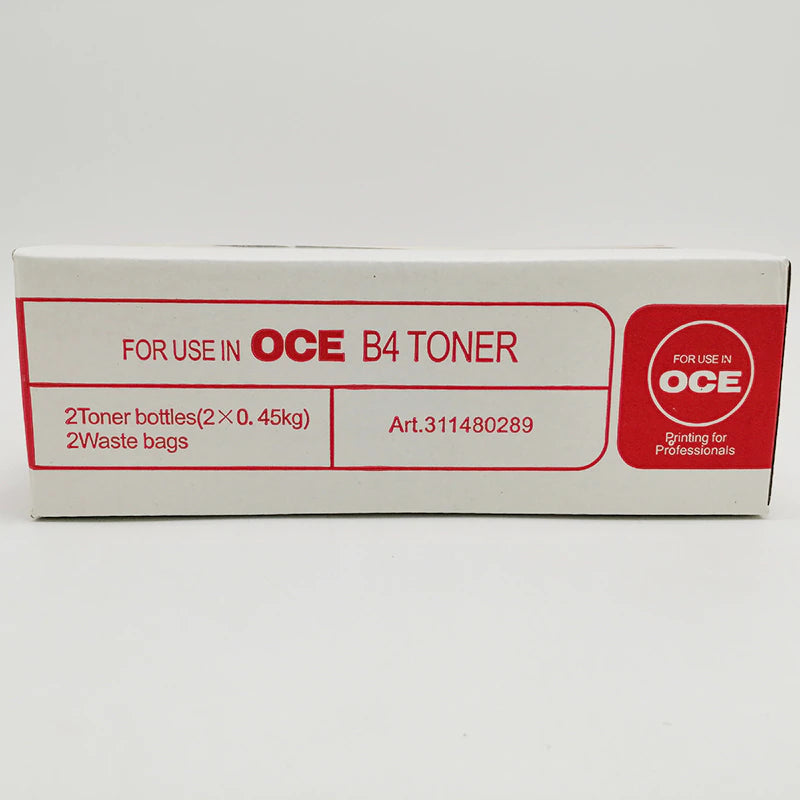 FOR USE IN OCE B4 TONER
2Toner bottles(2×0.45kg)
2Waste bags
Art.311480289
FOR USE IN
OCE
Printing for
Professionals